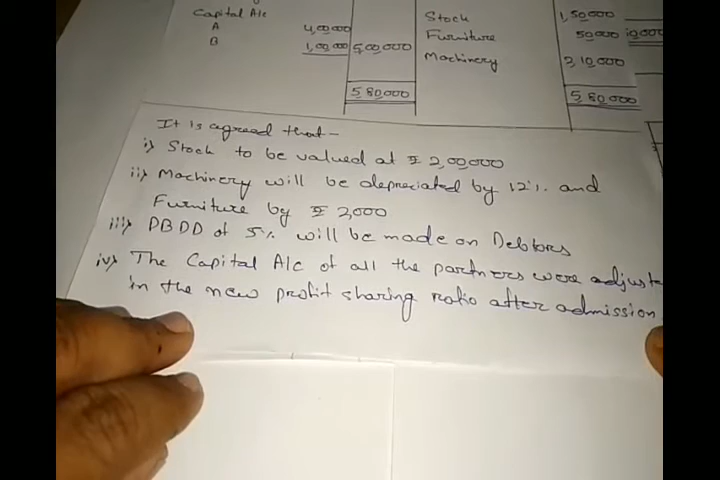 Capital A/c
A 4,00,000
B 1,00,000 5,00,000
5,80,000
Stock 1,50,000
Furniture 50,000
Machinery 2,10,000
5,80,000
It is agreed that-
i) Stock to be valued at ₹ 2,00,000
ii) Machinery will be depreciated by 12%. and
Furniture by ₹ 2,000
iii) PBDD of 5% will be made on Debtors
iv) The Capital A/c of all the partners were adjuste
in the new profit sharing ratio after admission